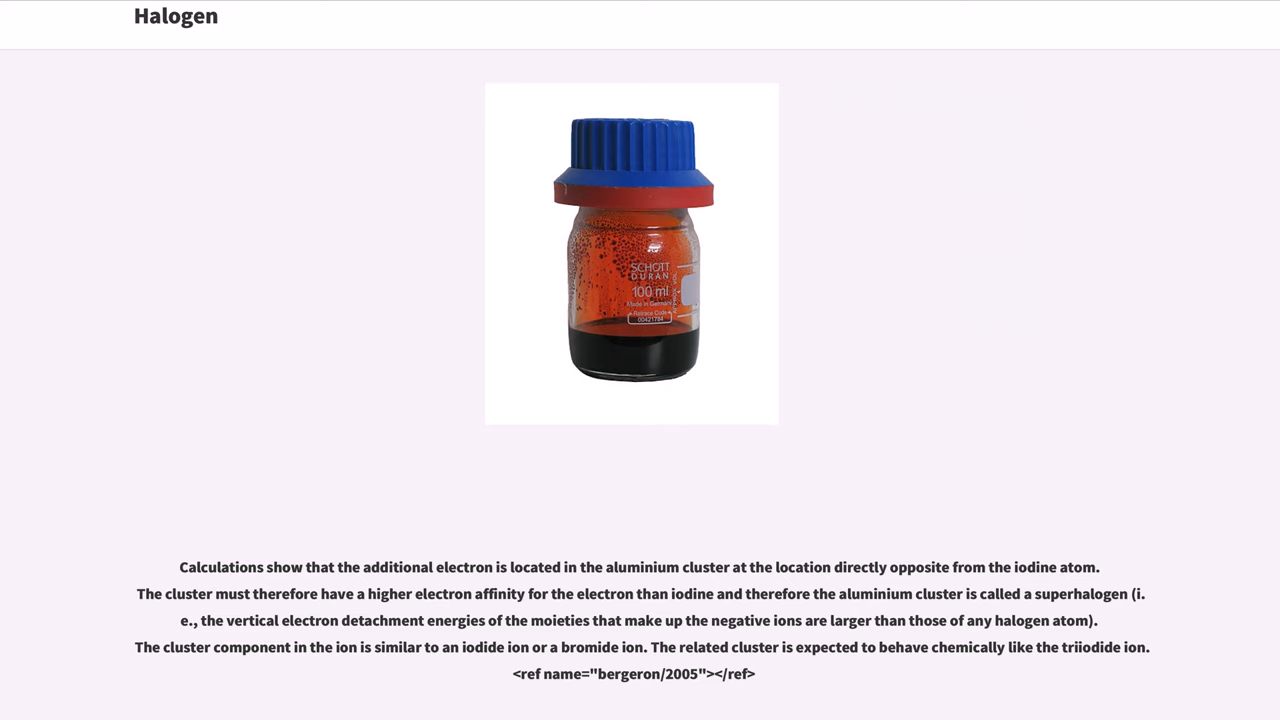 Halogen
SCHOTT
DURAN
100 ml
APPROX VOL
Made in Germany
Retrace Code
00421794
Calculations show that the additional electron is located in the aluminium cluster at the location directly opposite from the iodine atom.
The cluster must therefore have a higher electron affinity for the electron than iodine and therefore the aluminium cluster is called a superhalogen (i.
e., the vertical electron detachment energies of the moieties that make up the negative ions are larger than those of any halogen atom).
The cluster component in the ion is similar to an iodide ion or a bromide ion. The related cluster is expected to behave chemically like the triiodide ion.
<ref name="bergeron/2005"></ref>